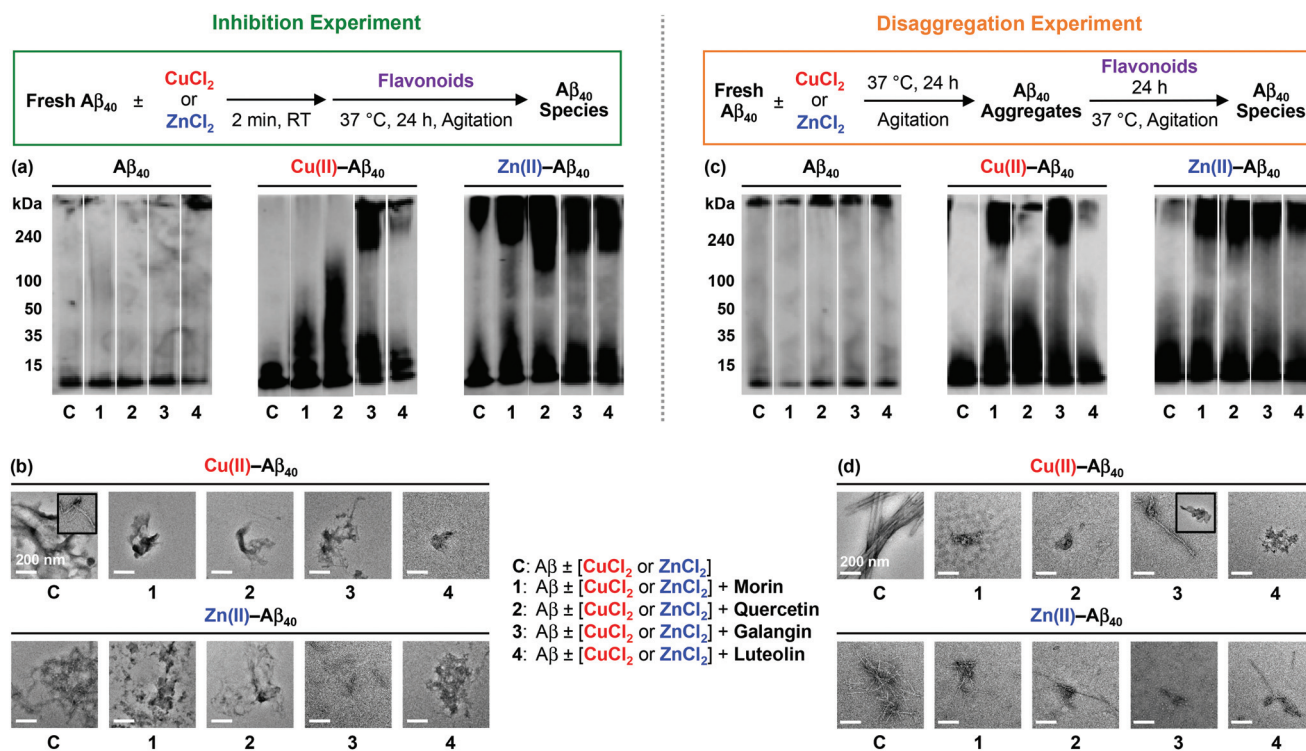 Inhibition Experiment
Fresh Aβ40 ± CuCl2 or ZnCl2
2 min, RT
Flavonoids
37 °C, 24 h, Agitation
Aβ40 Species
(a)
Aβ40
Cu(II)–Aβ40
Zn(II)–Aβ40
kDa
240
100
50
35
15
C 1 2 3 4
C 1 2 3 4
C 1 2 3 4
(b)
Cu(II)–Aβ40
200 nm
C 1 2 3 4
Zn(II)–Aβ40
C 1 2 3 4
C: Aβ ± [CuCl2 or ZnCl2]
1: Aβ ± [CuCl2 or ZnCl2] + Morin
2: Aβ ± [CuCl2 or ZnCl2] + Quercetin
3: Aβ ± [CuCl2 or ZnCl2] + Galangin
4: Aβ ± [CuCl2 or ZnCl2] + Luteolin
Disaggregation Experiment
Fresh Aβ40 ± CuCl2 or ZnCl2
37 °C, 24 h
Agitation
Aβ40 Aggregates
Flavonoids
24 h
37 °C, Agitation
Aβ40 Species
(c)
Aβ40
Cu(II)–Aβ40
Zn(II)–Aβ40
kDa
240
100
50
35
15
C 1 2 3 4
C 1 2 3 4
C 1 2 3 4
(d)
Cu(II)–Aβ40
200 nm
C 1 2 3 4
Zn(II)–Aβ40
C 1 2 3 4